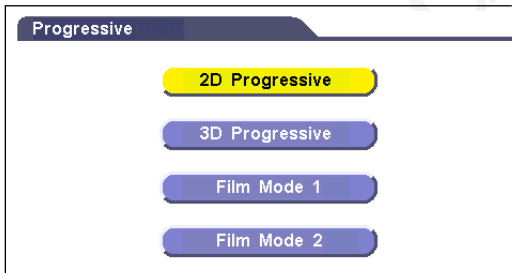 Progressive
2D Progressive
3D Progressive
Film Mode 1
Film Mode 2